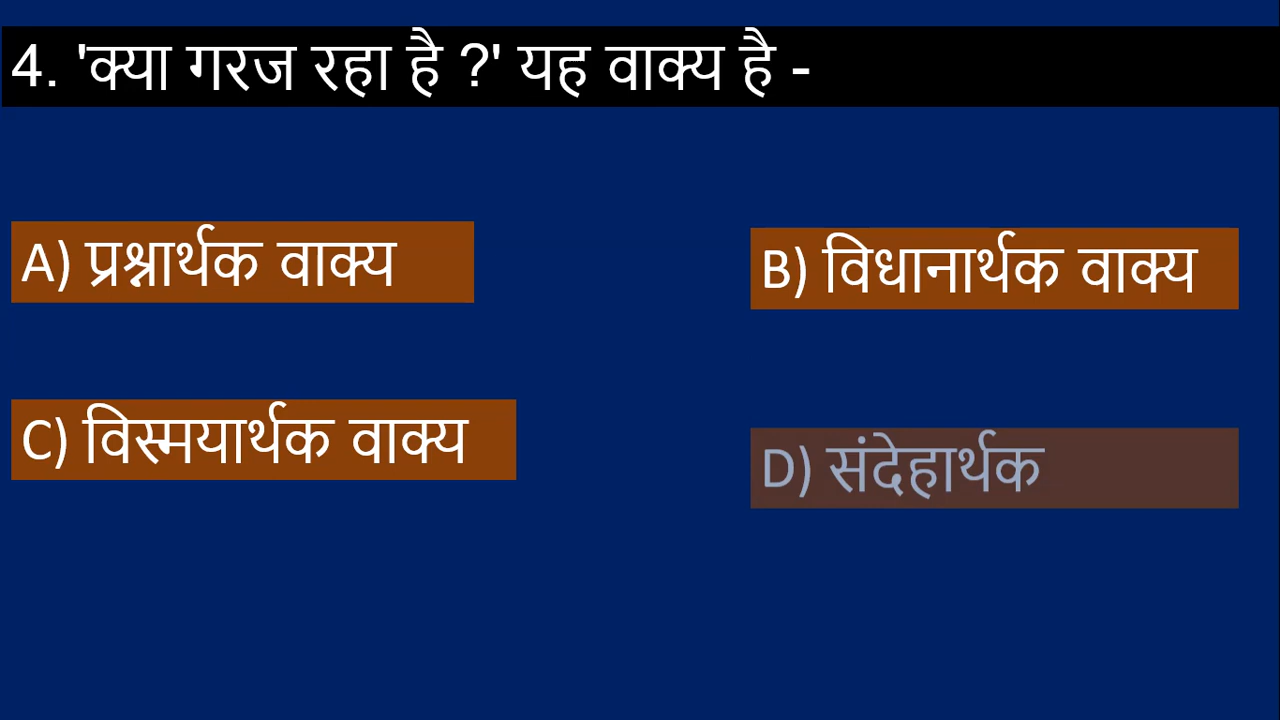 4. 'क्या गरज रहा है ?' यह वाक्य है -
A) प्रश्नार्थक वाक्य
B) विधानार्थक वाक्य
C) विस्मयार्थक वाक्य
D) संदेहार्थक